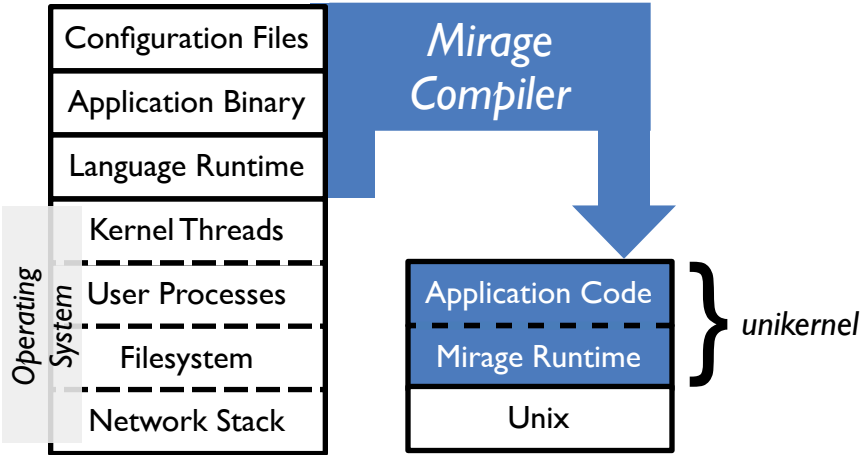 Configuration Files
Application Binary
Language Runtime
Kernel Threads
User Processes
Filesystem
Network Stack
Operating
System
Mirage
Compiler
Application Code
Mirage Runtime
Unix
unikernel